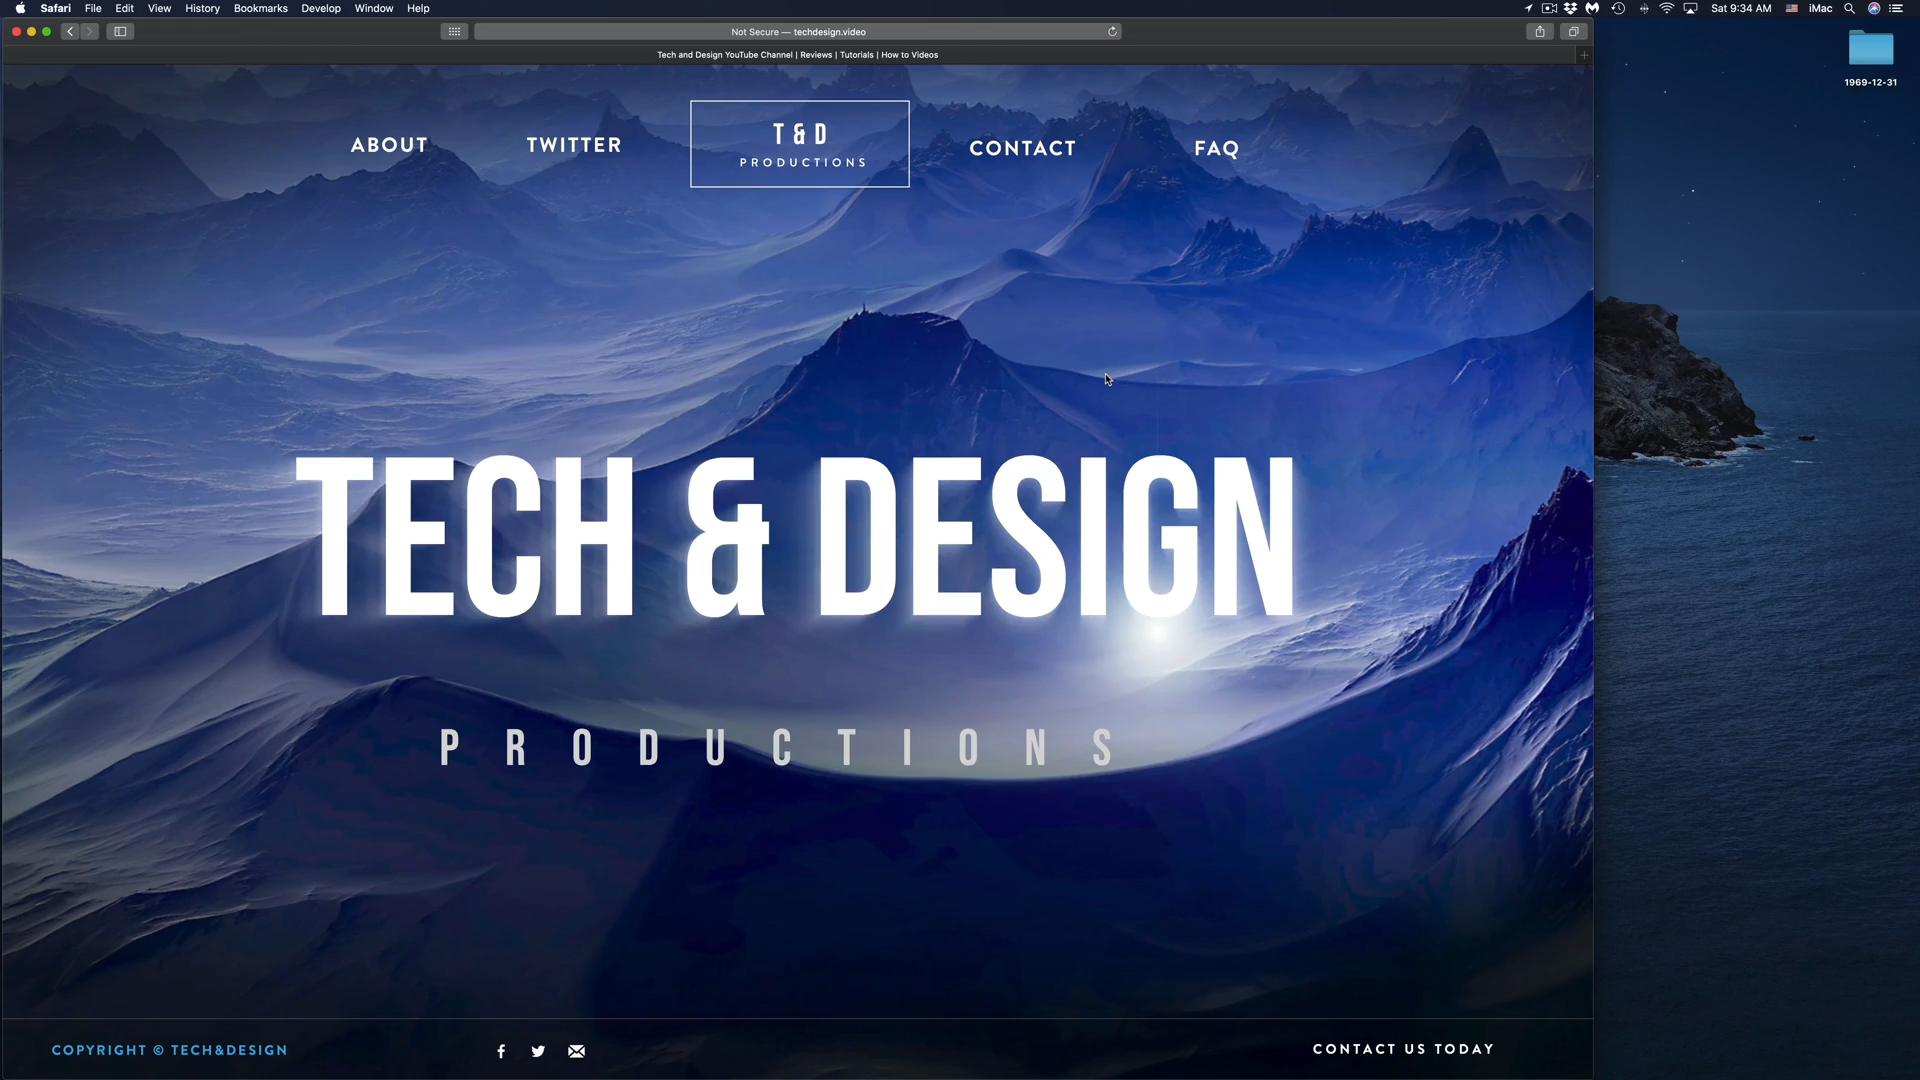 Safari File Edit View History Bookmarks Develop Window Help
Sat 9:34 AM iMac
Not Secure — techdesign.video
Tech and Design YouTube Channel | Reviews | Tutorials | How to Videos
1969-12-31
ABOUT TWITTER
T & D
PRODUCTIONS
CONTACT FAQ
TECH & DESIGN
PRODUCTIONS
COPYRIGHT © TECH&DESIGN
CONTACT US TODAY